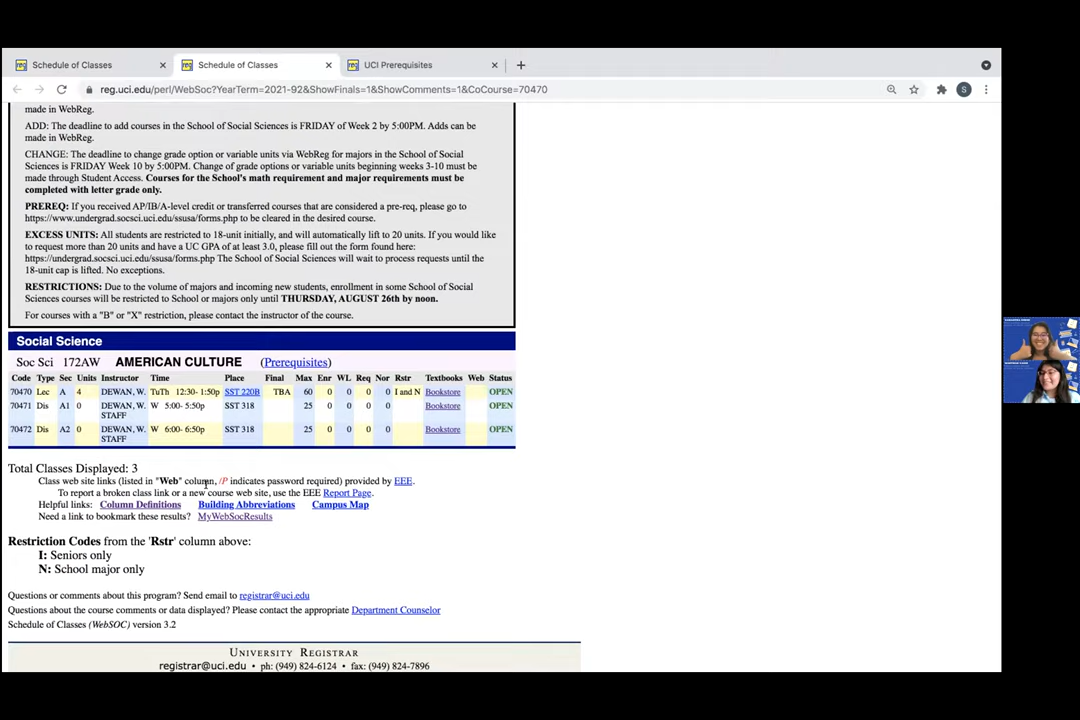 Schedule of Classes
Schedule of Classes
UCI Prerequisites
reg.uci.edu/perl/WebSoc?YearTerm=2021-92&ShowFinals=1&ShowComments=1&CoCourse=70470
S
made in WebReg.
ADD: The deadline to add courses in the School of Social Sciences is FRIDAY of Week 2 by 5:00PM. Adds can be
made in WebReg.
CHANGE: The deadline to change grade option or variable units via WebReg for majors in the School of Social
Sciences is FRIDAY Week 10 by 5:00PM. Change of grade options or variable units beginning weeks 3-10 must be
made through Student Access. Courses for the School's math requirement and major requirements must be
completed with letter grade only.
PREREQ: If you received AP/IB/A-level credit or transferred courses that are considered a pre-req, please go to
https://www.undergrad.socsci.uci.edu/ssusa/forms.php to be cleared in the desired course.
EXCESS UNITS: All students are restricted to 18-unit initially, and will automatically lift to 20 units. If you would like
to request more than 20 units and have a UC GPA of at least 3.0, please fill out the form found here:
https://undergrad.socsci.uci.edu/ssusa/forms.php The School of Social Sciences will wait to process requests until the
18-unit cap is lifted. No exceptions.
RESTRICTIONS: Due to the volume of majors and incoming new students, enrollment in some School of Social
Sciences courses will be restricted to School or majors only until THURSDAY, AUGUST 26th by noon.
For courses with a "B" or "X" restriction, please contact the instructor of the course.
Social Science
Soc Sci 172AW AMERICAN CULTURE (Prerequisites)
Code Type Sec Units Instructor Time Place Final Max Enr WL Req Nor Rstr Textbooks Web Status
70470 Lec A 4 DEWAN, W. TuTh 12:30- 1:50p SST 220B TBA 60 0 0 0 0 I and N Bookstore OPEN
70471 Dis A1 0 DEWAN, W. W 5:00- 5:50p SST 318 25 0 0 0 0 Bookstore OPEN
STAFF
70472 Dis A2 0 DEWAN, W. W 6:00- 6:50p SST 318 25 0 0 0 0 Bookstore OPEN
STAFF
Total Classes Displayed: 3
Class web site links (listed in "Web" column, /P indicates password required) provided by EEE.
To report a broken class link or a new course web site, use the EEE Report Page.
Helpful links: Column Definitions Building Abbreviations Campus Map
Need a link to bookmark these results? MyWebSocResults
Restriction Codes from the 'Rstr' column above:
I: Seniors only
N: School major only
Questions or comments about this program? Send email to registrar@uci.edu
Questions about the course comments or data displayed? Please contact the appropriate Department Counselor
Schedule of Classes (WebSOC) version 3.2
UNIVERSITY REGISTRAR
registrar@uci.edu • ph: (949) 824-6124 • fax: (949) 824-7896